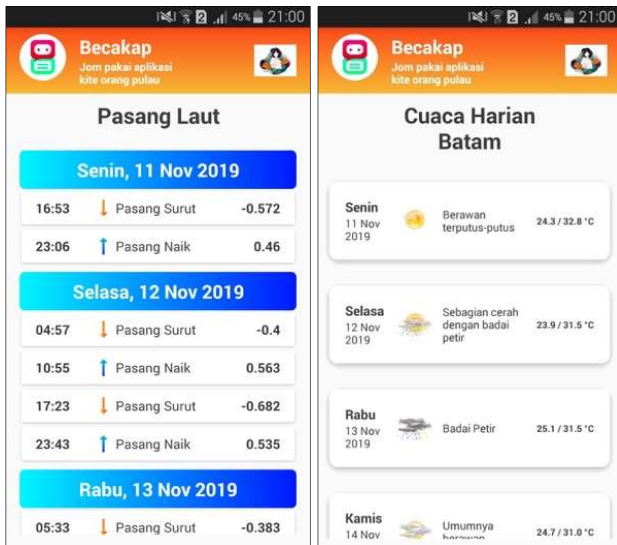 2 45% 21:00
Becakap
Jom pakai aplikasi
kite orang pulau
Pasang Laut
Senin, 11 Nov 2019
16:53 Pasang Surut -0.572
23:06 Pasang Naik 0.46
Selasa, 12 Nov 2019
04:57 Pasang Surut -0.4
10:55 Pasang Naik 0.563
17:23 Pasang Surut -0.682
23:43 Pasang Naik 0.535
Rabu, 13 Nov 2019
05:33 Pasang Surut -0.383
2 45% 21:00
Becakap
Jom pakai aplikasi
kite orang pulau
Cuaca Harian
Batam
Senin
11 Nov
2019
Berawan
terputus-putus
24.3 / 32.8 °C
Selasa
12 Nov
2019
Sebagian cerah
dengan badai
petir
23.9 / 31.5 °C
Rabu
13 Nov
2019
Badai Petir
25.1 / 31.5 °C
Kamis
14 Nov
Umumnya
berawan
24.7 / 31.0 °C